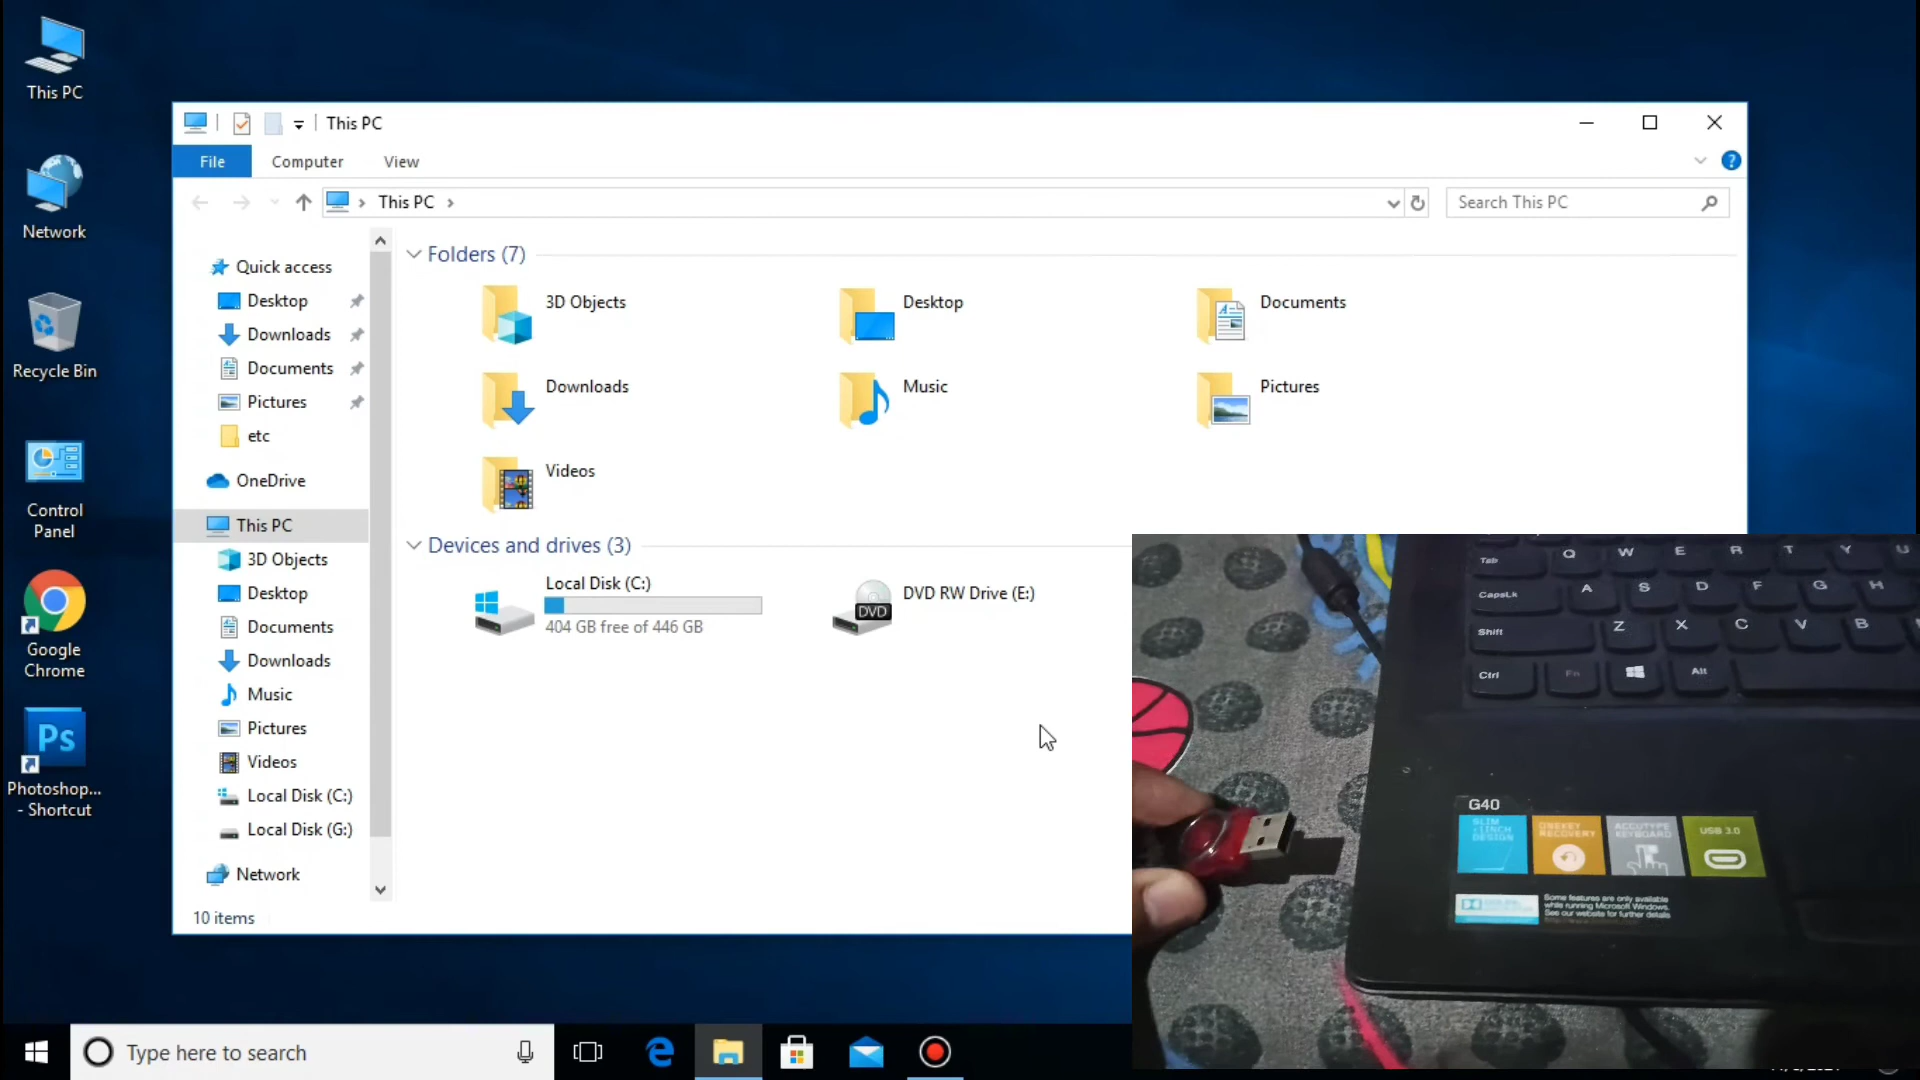 This PC
Network
Recycle Bin
Control
Panel
Google
Chrome
Ps
Photoshop...
- Shortcut
This PC
File
Computer
View
?
This PC
Search This PC
Quick access
Desktop
Downloads
Documents
Pictures
etc
OneDrive
This PC
3D Objects
Desktop
Documents
Downloads
Music
Pictures
Videos
Local Disk (C:)
Local Disk (G:)
Network
Folders (7)
3D Objects
Desktop
Documents
Downloads
Music
Pictures
Videos
Devices and drives (3)
Local Disk (C:)
404 GB free of 446 GB
DVD
DVD RW Drive (E:)
10 items
Tab Q W E R T Y U
CapsLk A S D F G H
Shift Z X C V B
Ctrl Fn Alt
G40
SLIM
DESIGN
ONEKEY
RECOVERY
ACCUTYPE
KEYBOARD
USB 3.0
Some features are only available
while running Microsoft Windows.
See our website for further details
Type here to search